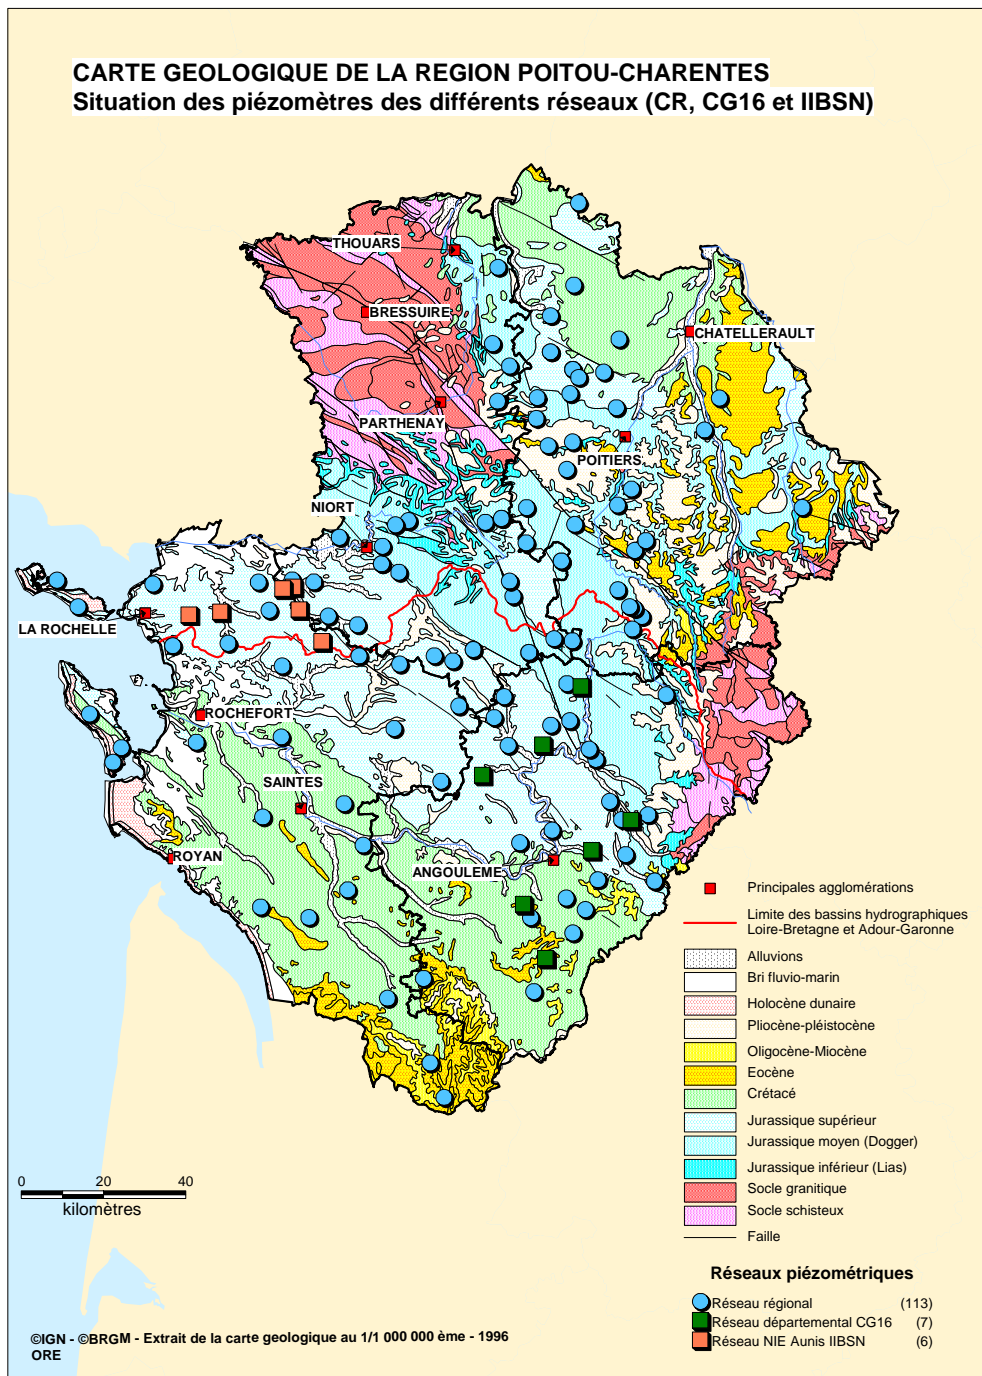 CARTE GEOLOGIQUE DE LA REGION POITOU-CHARENTES
Situation des piézomètres des différents réseaux (CR, CG16 et IIBSN)
THOUARS
BRESSUIRE
CHATELLERAULT
PARTHENAY
POITIERS
NIORT
LA ROCHELLE
ROCHEFORT
SAINTES
ROYAN
ANGOULEME
Principales agglomérations
Limite des bassins hydrographiques
Loire-Bretagne et Adour-Garonne
Alluvions
Bri fluvio-marin
Holocène dunaire
Pliocène-pléistocène
Oligocène-Miocène
Eocène
Crétacé
Jurassique supérieur
Jurassique moyen (Dogger)
Jurassique inférieur (Lias)
Socle granitique
Socle schisteux
Faille
0 20 40
kilomètres
Réseaux piézométriques
Réseau régional (113)
Réseau départemental CG16 (7)
Réseau NIE Aunis IIBSN (6)
©IGN - ©BRGM - Extrait de la carte geologique au 1/1 000 000 ème - 1996
ORE